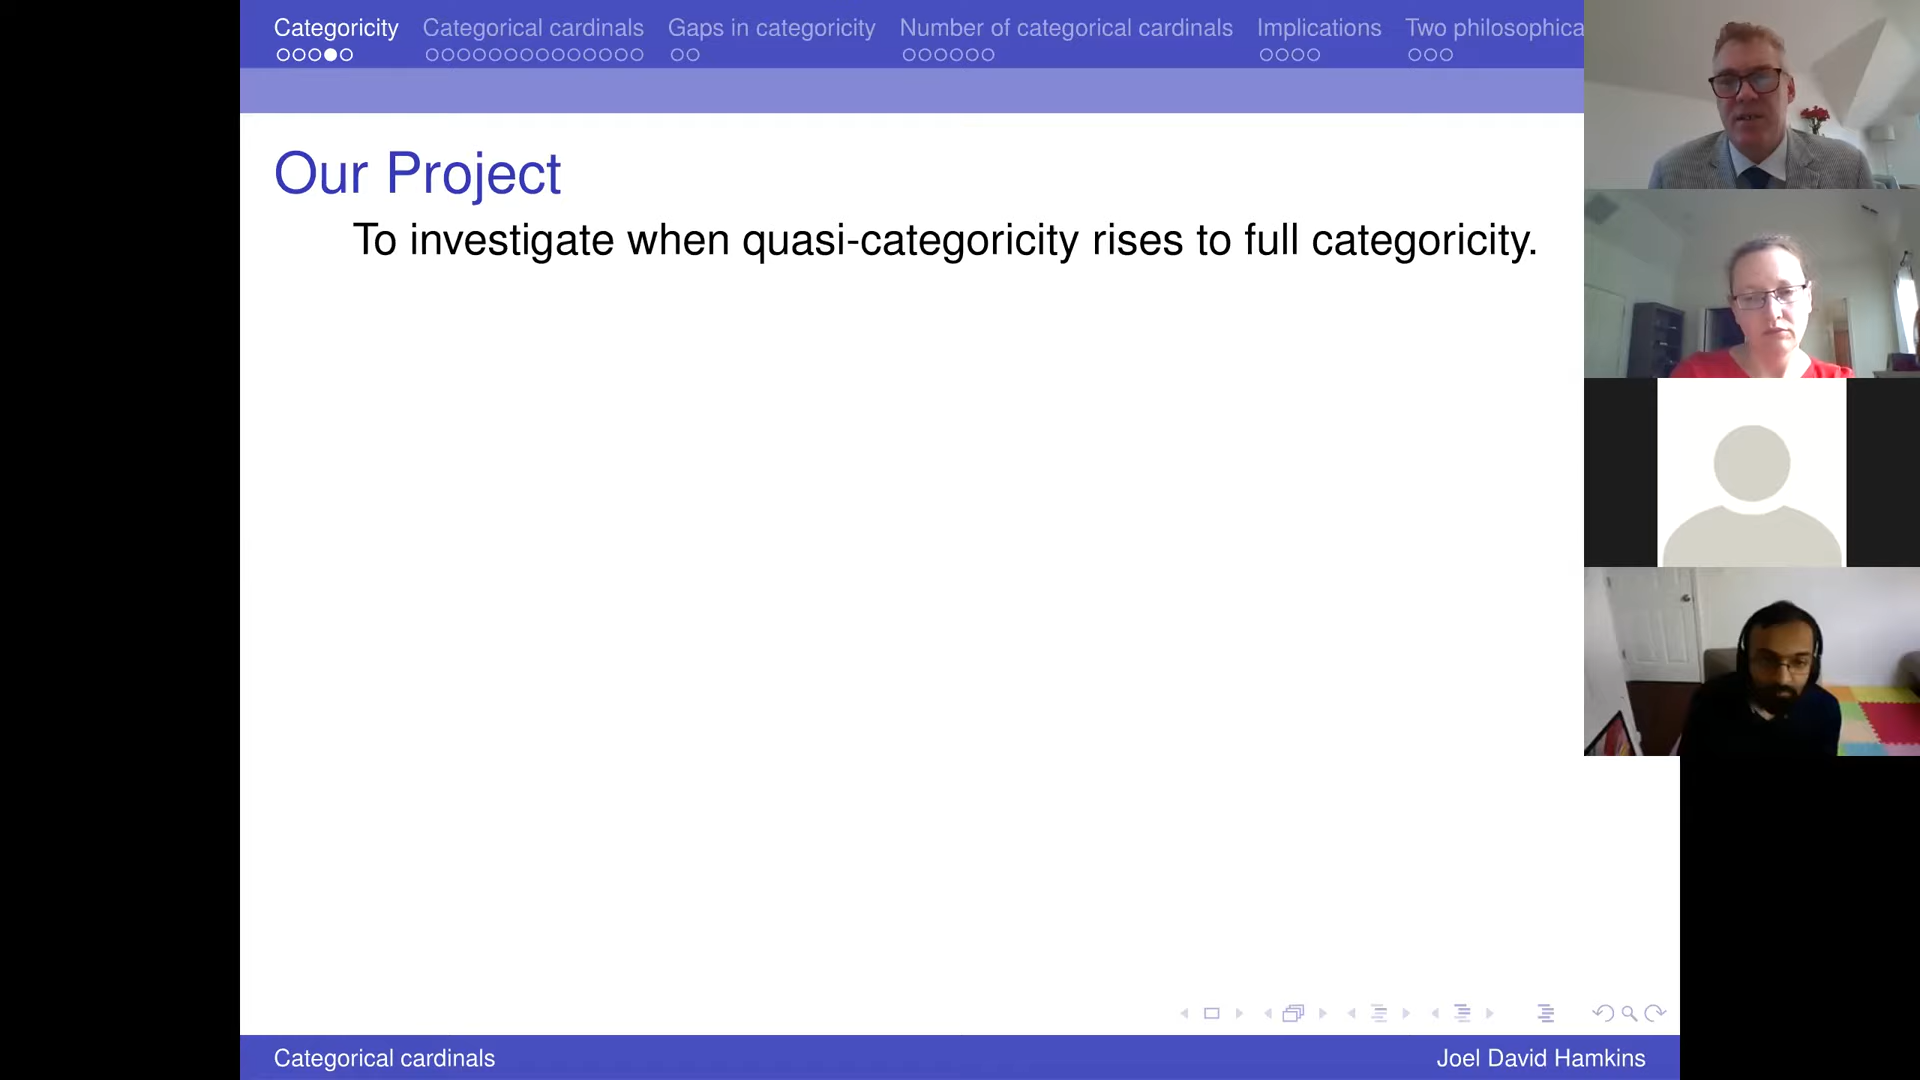 Categoricity Categorical cardinals Gaps in categoricity Number of categorical cardinals Implications Two philosophica
Our Project
To investigate when quasi-categoricity rises to full categoricity.
Categorical cardinals Joel David Hamkins